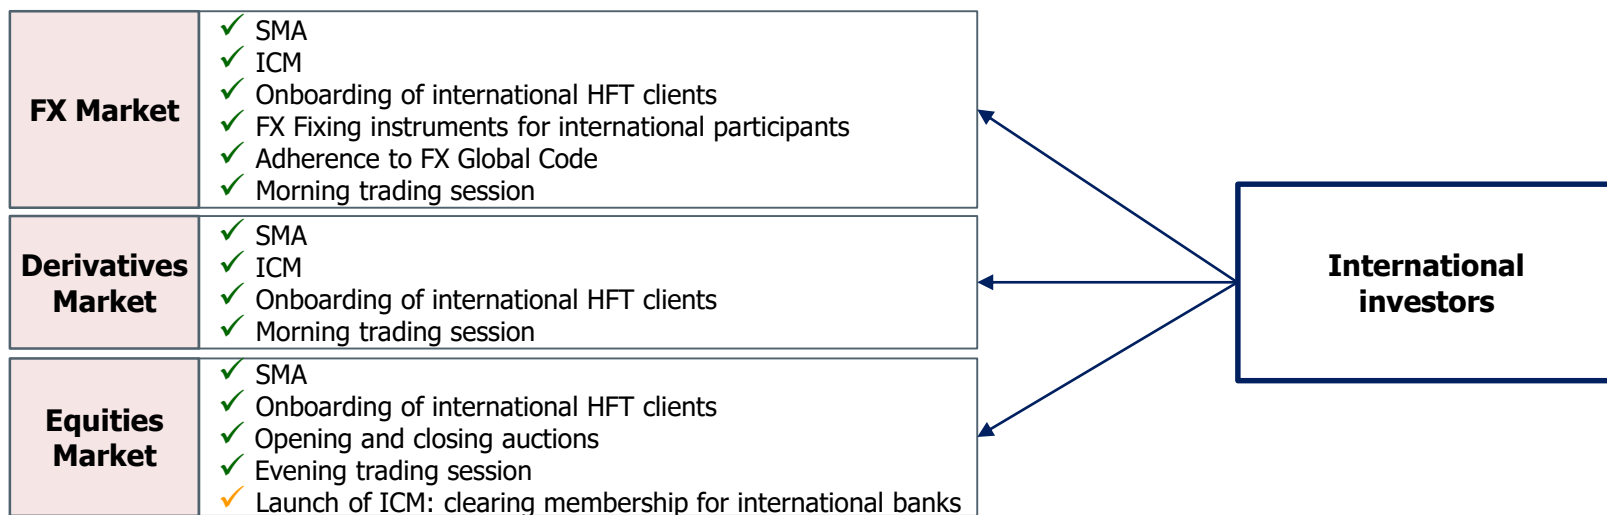 FX Market
SMA
ICM
Onboarding of international HFT clients
FX Fixing instruments for international participants
Adherence to FX Global Code
Morning trading session
Derivatives
Market
SMA
ICM
Onboarding of international HFT clients
Morning trading session
Equities
Market
SMA
Onboarding of international HFT clients
Opening and closing auctions
Evening trading session
Launch of ICM: clearing membership for international banks
International
investors